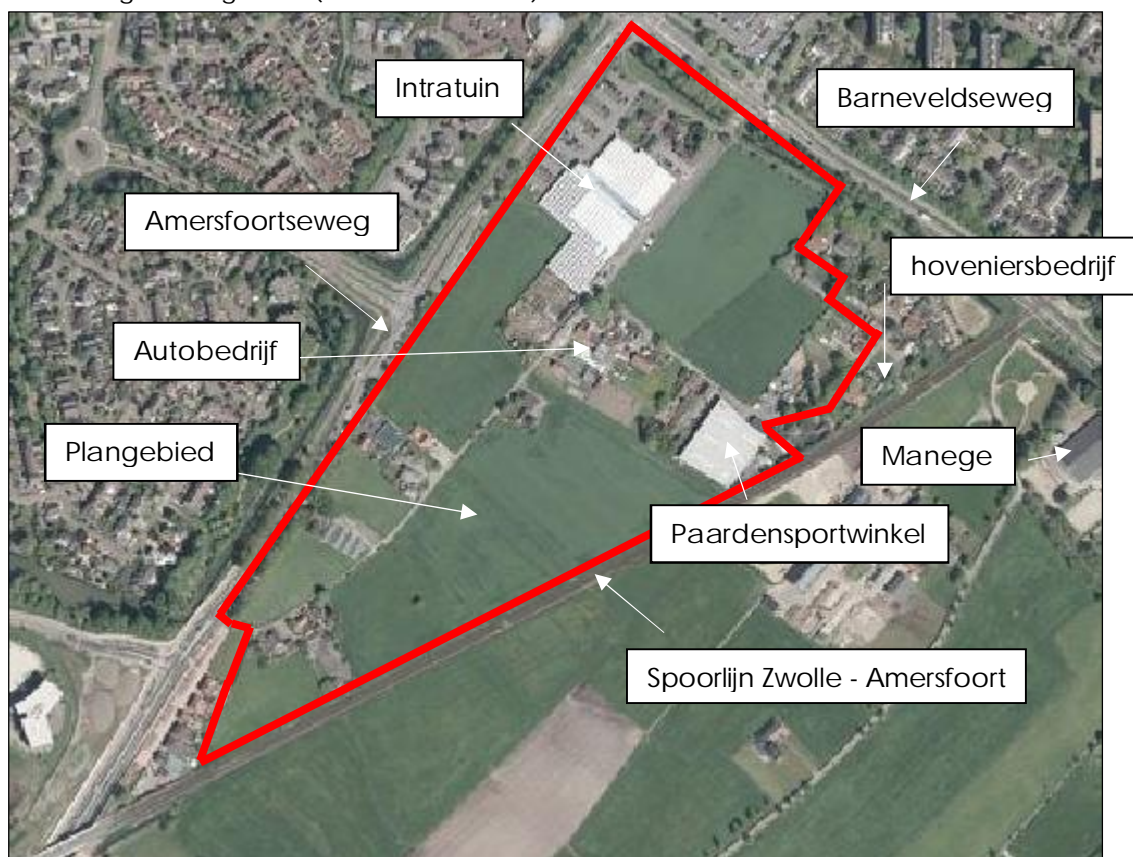 Intratuin
Barneveldseweg
Amersfoortseweg
hoveniersbedrijf
Autobedrijf
Plangebied
Manege
Paardensportwinkel
Spoorlijn Zwolle - Amersfoort